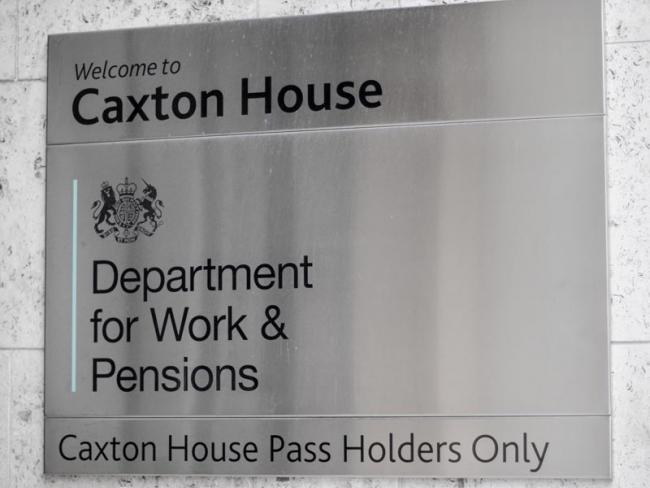 Welcome to
Caxton House
Department
for Work &
Pensions
Caxton House Pass Holders Only